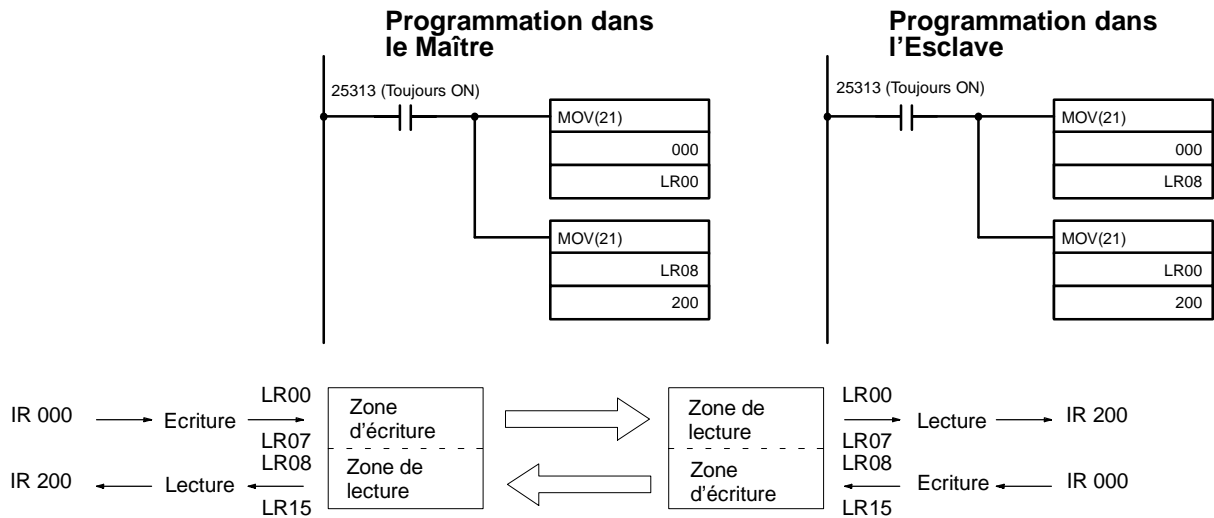 Programmation dans
le Maître
25313 (Toujours ON)
MOV(21)
000
LR00
MOV(21)
LR08
200
Programmation dans
l'Esclave
25313 (Toujours ON)
MOV(21)
000
LR08
MOV(21)
LR00
200
IR 000
Ecriture
LR00
LR07
IR 200
Lecture
LR08
LR15
Zone
d'écriture
Zone de
lecture
Zone de
lecture
Zone
d'écriture
LR00
LR07
Lecture
IR 200
LR08
LR15
Ecriture
IR 000